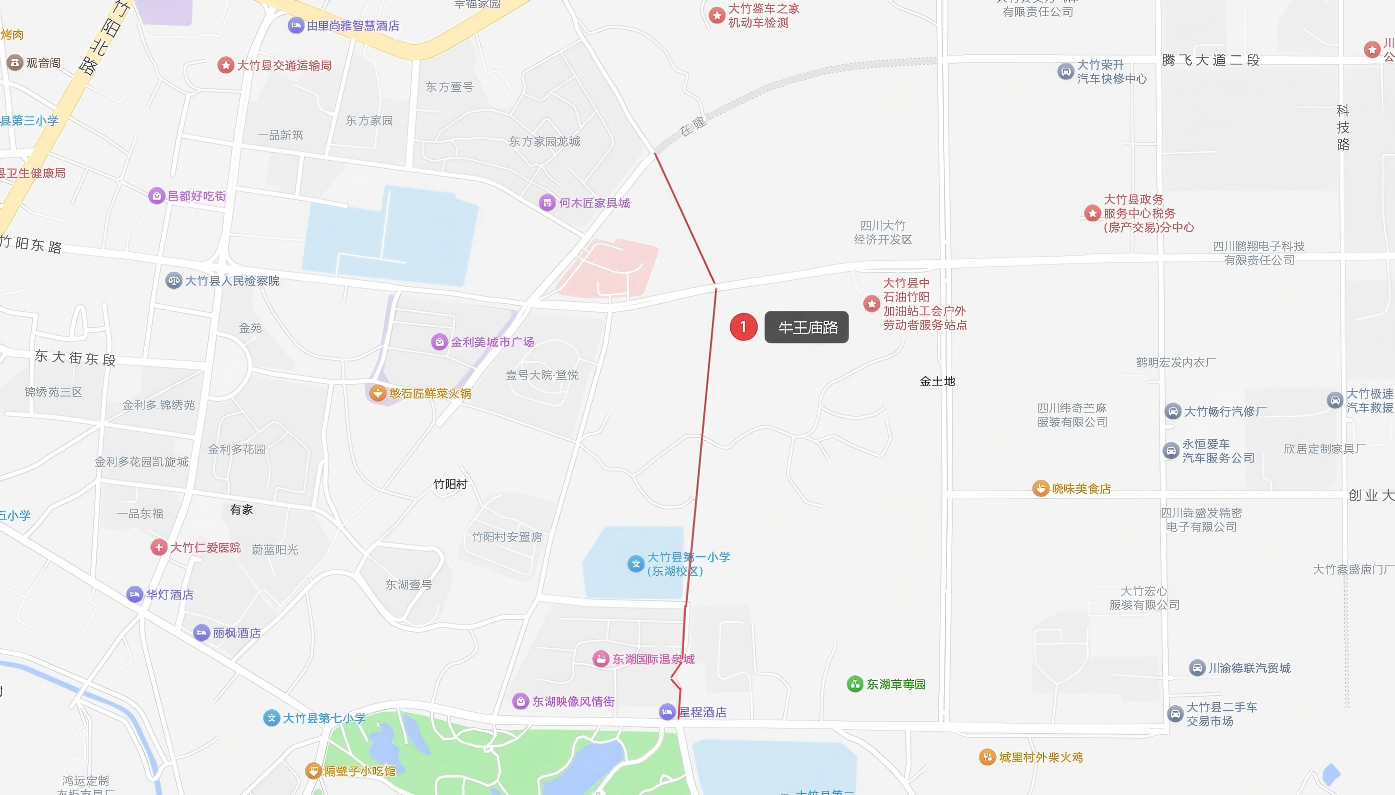 幸福家园
大竹鉴车之家
机动车检测
有限责任公司
竹阳北路
由里尚雅智慧酒店
烤肉
观音阁
大竹县交通运输局
东方壹号
大竹荣升
汽车快修中心
腾飞大道二段
科技路
县第三小学
一品新筑
东方家园
东方家园龙城
在建
县卫生健康局
邑都好吃街
何木匠家具城
四川大竹
经济开发区
大竹县政务
服务中心税务
(房产交易)分中心
竹阳东路
四川鹏翔电子科技
有限责任公司
大竹县人民检察院
大竹县中
石油竹阳
加油站工会户外
劳动者服务站点
1
牛王庙路
金苑
金利美城市广场
东大街东段
壹号大院·堂悦
金土地
鹤明宏发内衣厂
锦绣苑三区
金利多·锦绣苑
憨石匠鲜菜火锅
四川纬奇苎麻
服装有限公司
大竹畅行汽修厂
大竹极速
汽车救援
金利多花园
金利多花园凯旋城
永恒爱车
汽车服务公司
欣居定制家具厂
竹阳村
晓味美食店
创业大
五小学
一品东福
有家
四川犇盛发精密
电子有限公司
竹阳村安置房
大竹仁爱医院
蔚蓝阳光
大竹县第一小学
(东湖校区)
大竹鑫盛唐门厂
东湖壹号
大竹宏心
服装有限公司
华灯酒店
丽枫酒店
东湖国际温泉城
川渝德联汽贸城
东湖草莓园
东湖映像风情街
星程酒店
大竹县第七小学
大竹县二手车
交易市场
城里村外柴火鸡
隔壁子小吃馆
鸿运定制
大竹县第二